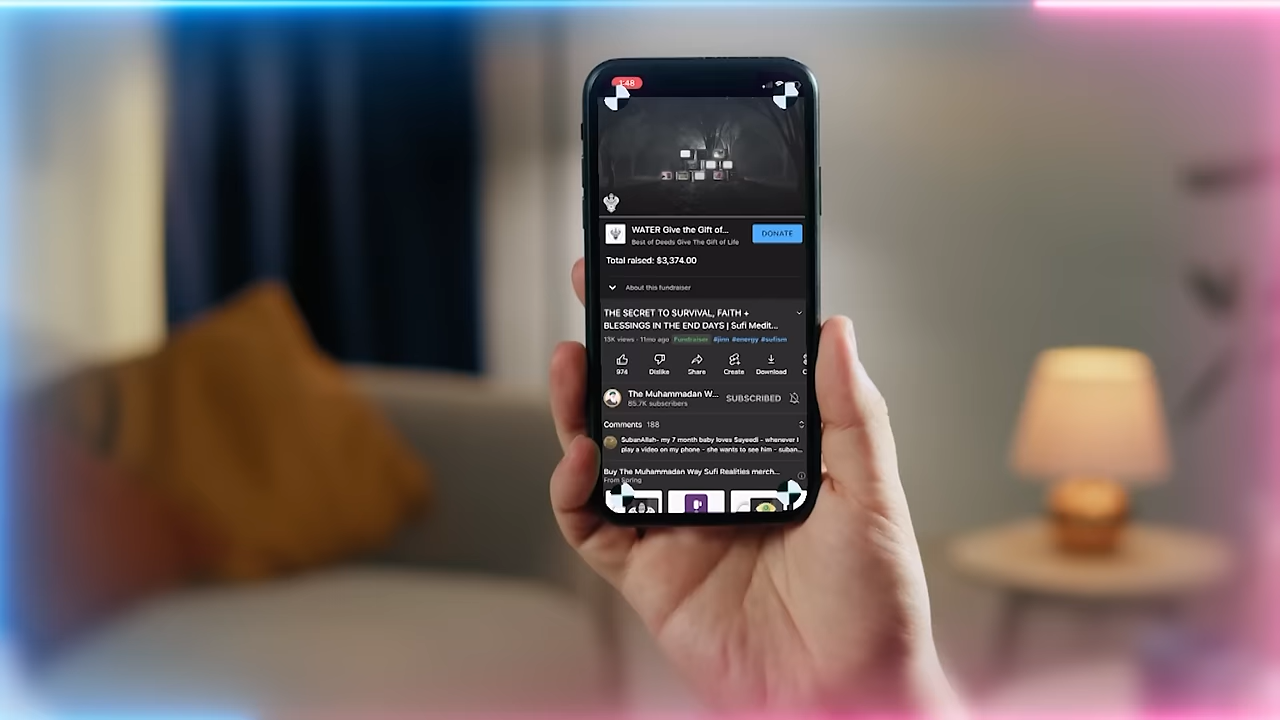 1:48
WATER Give the Gift of...
Best of Deeds Give The Gift of Life
DONATE
Total raised: $3,374.00
About this fundraiser
THE SECRET TO SURVIVAL, FAITH +
BLESSINGS IN THE END DAYS | Sufi Medit...
13K views · 11mo ago Fundraiser #jinn #energy #sufism
974 Dislike Share Create Download
The Muhammadan W...
85.7K subscribers
SUBSCRIBED
Comments 188
SubanAllah- my 7 month baby loves Sayeedi - whenever I
play a video on my phone - she wants to see him - suban...
Buy The Muhammadan Way Sufi Realities merch...
From Spring